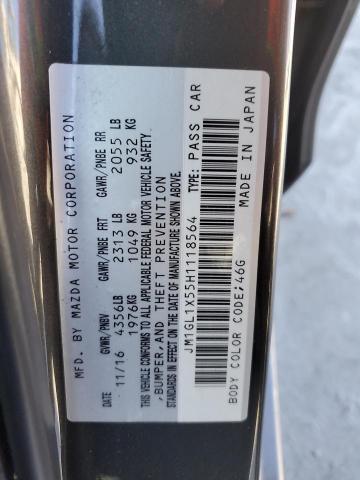 MFD. BY MAZDA MOTOR CORPORATION
GVWR/PNBV GAWR/PNBE FRT GAWR/PNBE RR
DATE 11/16 4356LB 2313 LB 2055 LB
1976KG 1049 KG 932 KG
THIS VEHICLE CONFORMS TO ALL APPLICABLE FEDERAL MOTOR VEHICLE SAFETY,
BUMPER, AND THEFT PREVENTION
STANDARDS IN EFFECT ON THE DATE OF MANUFACTURE SHOWN ABOVE.
JM1GL1X55H1118564 TYPE: PASS CAR
BODY COLOR CODE:46G MADE IN JAPAN